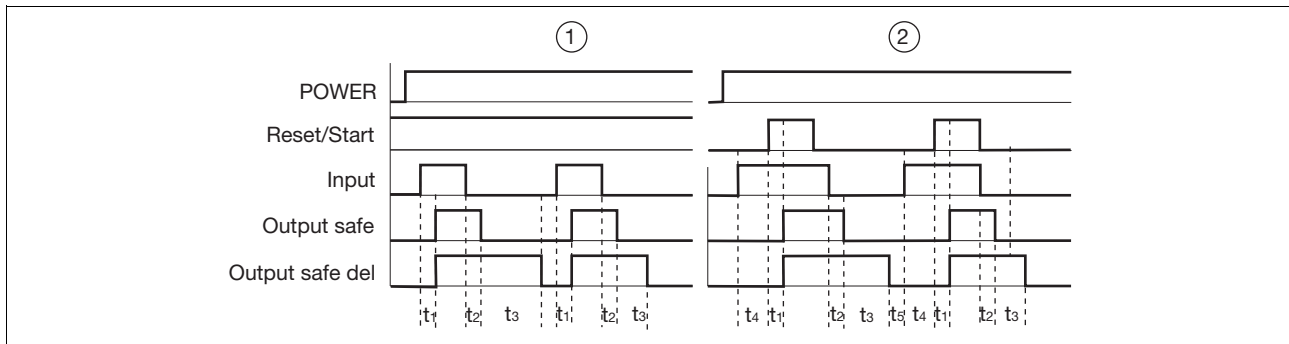 ① ②
POWER
Reset/Start
Input
Output safe
Output safe del
t1 t2 t3 t1 t2 t3 t4 t1 t2 t3 t5 t4 t1 t2 t3